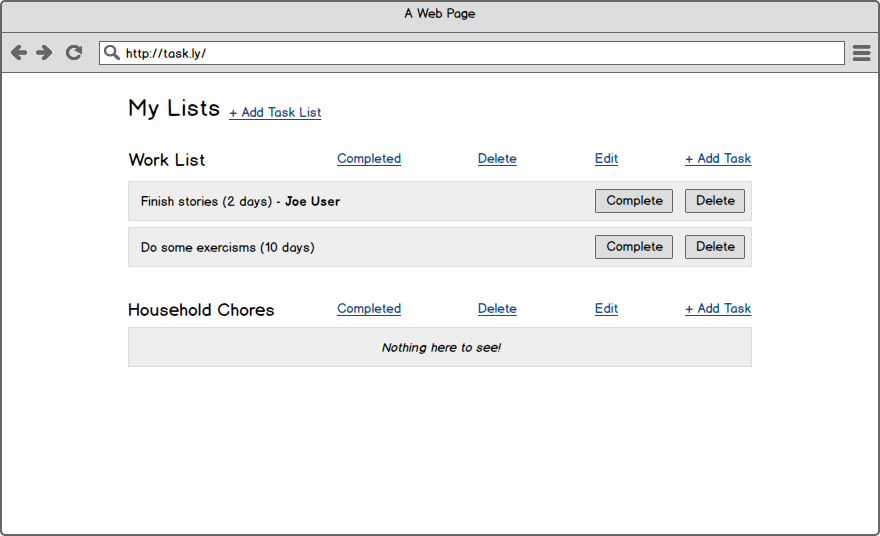 A Web Page
http://task.ly/
My Lists + Add Task List
Work List Completed Delete Edit + Add Task
Finish stories (2 days) - Joe User Complete Delete
Do some exercisms (10 days) Complete Delete
Household Chores Completed Delete Edit + Add Task
Nothing here to see!